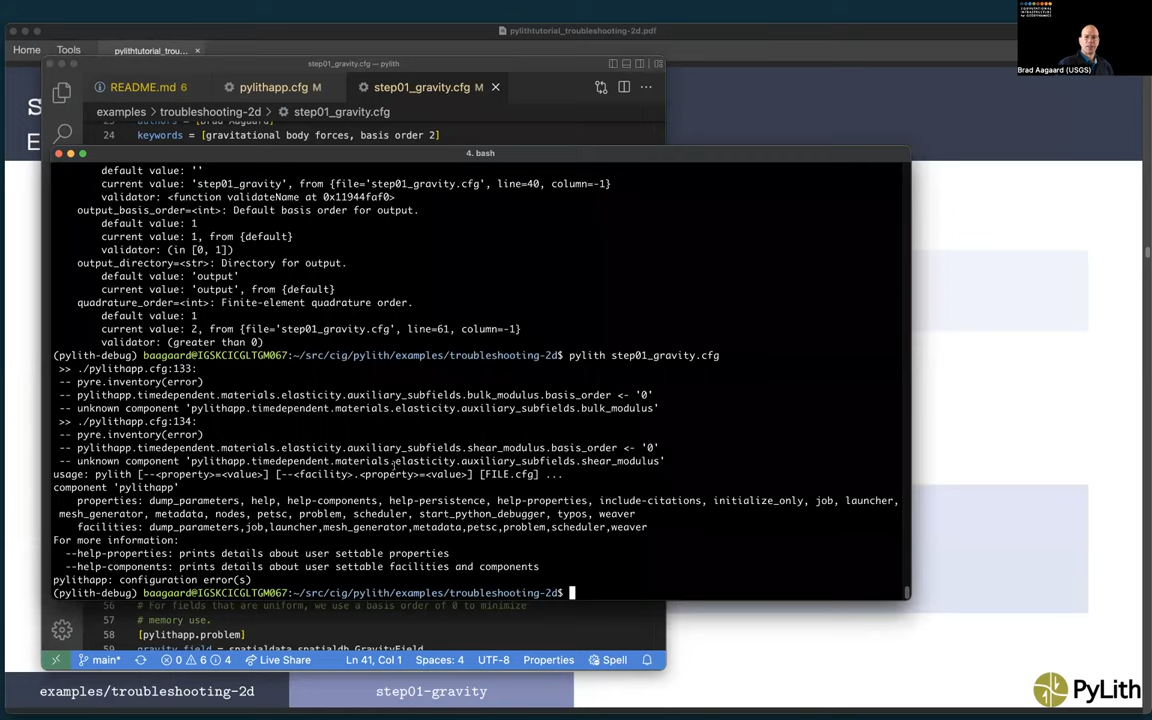 COMPUTATIONAL
INFRASTRUCTURE
for GEODYNAMICS
Brad Aagaard (USGS)
pylithtutorial_troubleshooting-2d.pdf
Home Tools pylithtutorial_trou... ×
step01_gravity.cfg — pylith
README.md 6 pylithapp.cfg M step01_gravity.cfg M ×
examples > troubleshooting-2d > step01_gravity.cfg
24 keywords = [gravitational body forces, basis order 2]
4. bash
default value: ''
current value: 'step01_gravity', from {file='step01_gravity.cfg', line=40, column=-1}
validator: <function validateName at 0x11944faf0>
output_basis_order=<int>: Default basis order for output.
default value: 1
current value: 1, from {default}
validator: (in [0, 1])
output_directory=<str>: Directory for output.
default value: 'output'
current value: 'output', from {default}
quadrature_order=<int>: Finite-element quadrature order.
default value: 1
current value: 2, from {file='step01_gravity.cfg', line=61, column=-1}
validator: (greater than 0)
(pylith-debug) baagaard@IGSKCICGLTGM067:~/src/cig/pylith/examples/troubleshooting-2d$ pylith step01_gravity.cfg
>> ./pylithapp.cfg:133:
-- pyre.inventory(error)
-- pylithapp.timedependent.materials.elasticity.auxiliary_subfields.bulk_modulus.basis_order <- '0'
-- unknown component 'pylithapp.timedependent.materials.elasticity.auxiliary_subfields.bulk_modulus'
>> ./pylithapp.cfg:134:
-- pyre.inventory(error)
-- pylithapp.timedependent.materials.elasticity.auxiliary_subfields.shear_modulus.basis_order <- '0'
-- unknown component 'pylithapp.timedependent.materials.elasticity.auxiliary_subfields.shear_modulus'
usage: pylith [--<property>=<value>] [--<facility>.<property>=<value>] [FILE.cfg] ...
component 'pylithapp'
properties: dump_parameters, help, help-components, help-persistence, help-properties, include-citations, initialize_only, job, launcher,
mesh_generator, metadata, nodes, petsc, problem, scheduler, start_python_debugger, typos, weaver
facilities: dump_parameters,job,launcher,mesh_generator,metadata,petsc,problem,scheduler,weaver
For more information:
--help-properties: prints details about user settable properties
--help-components: prints details about user settable facilities and components
pylithapp: configuration error(s)
(pylith-debug) baagaard@IGSKCICGLTGM067:~/src/cig/pylith/examples/troubleshooting-2d$
56 # For fields that are uniform, we use a basis order of 0 to minimize
57 # memory use.
58 [pylithapp.problem]
59 gravity_field = spatialdata.spatialdb.GravityField
main* 0 6 4 Live Share Ln 41, Col 1 Spaces: 4 UTF-8 Properties Spell
examples/troubleshooting-2d step01-gravity
PyLith